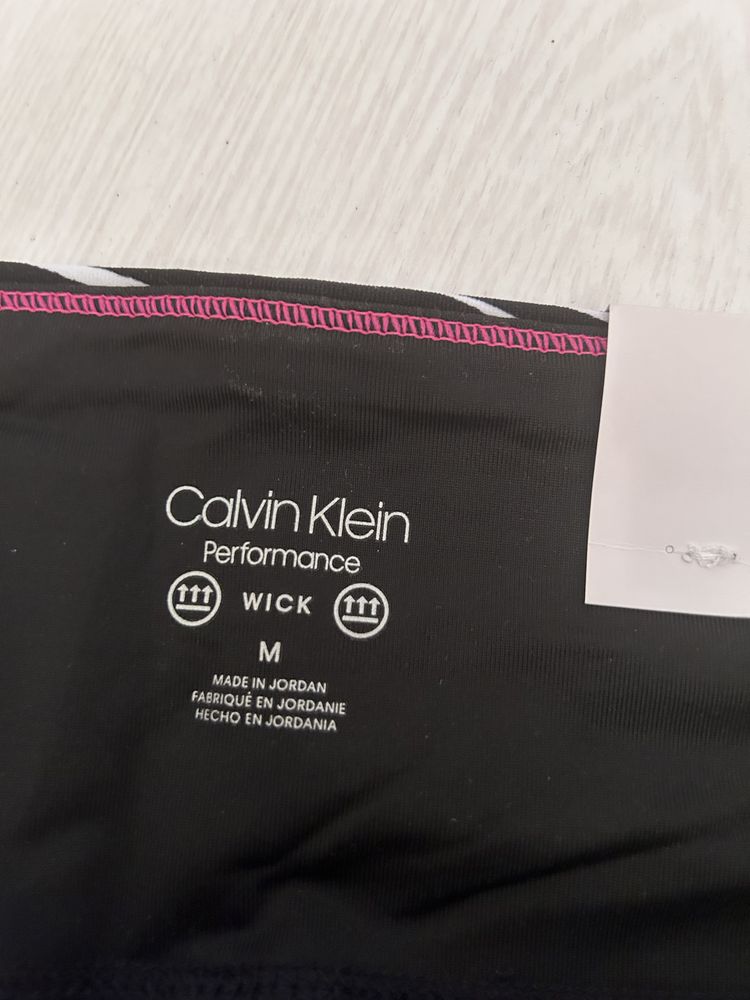 Calvin Klein
Performance
WICK
M
MADE IN JORDAN
FABRIQUÉ EN JORDANIE
HECHO EN JORDANIA